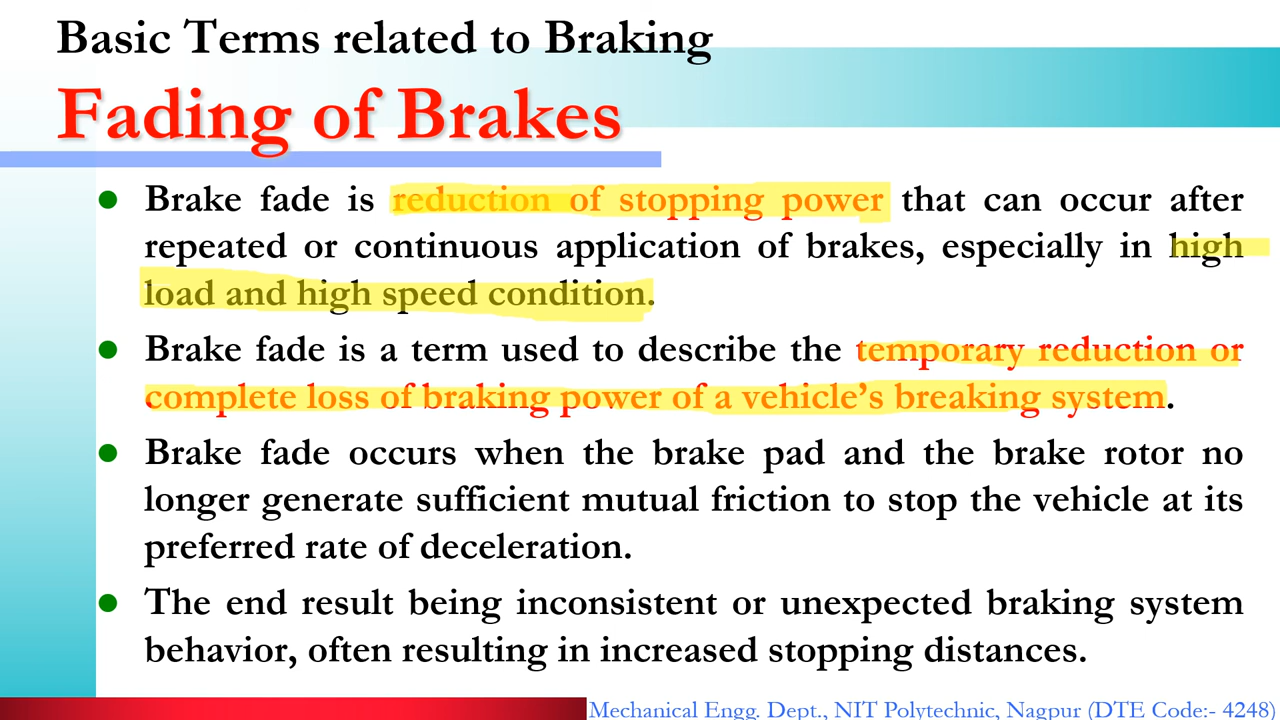 Basic Terms related to Braking
Fading of Brakes
Brake fade is reduction of stopping power that can occur after
repeated or continuous application of brakes, especially in high
load and high speed condition.
Brake fade is a term used to describe the temporary reduction or
complete loss of braking power of a vehicle's breaking system.
Brake fade occurs when the brake pad and the brake rotor no
longer generate sufficient mutual friction to stop the vehicle at its
preferred rate of deceleration.
The end result being inconsistent or unexpected braking system
behavior, often resulting in increased stopping distances.
Mechanical Engg. Dept., NIT Polytechnic, Nagpur (DTE Code:- 4248)